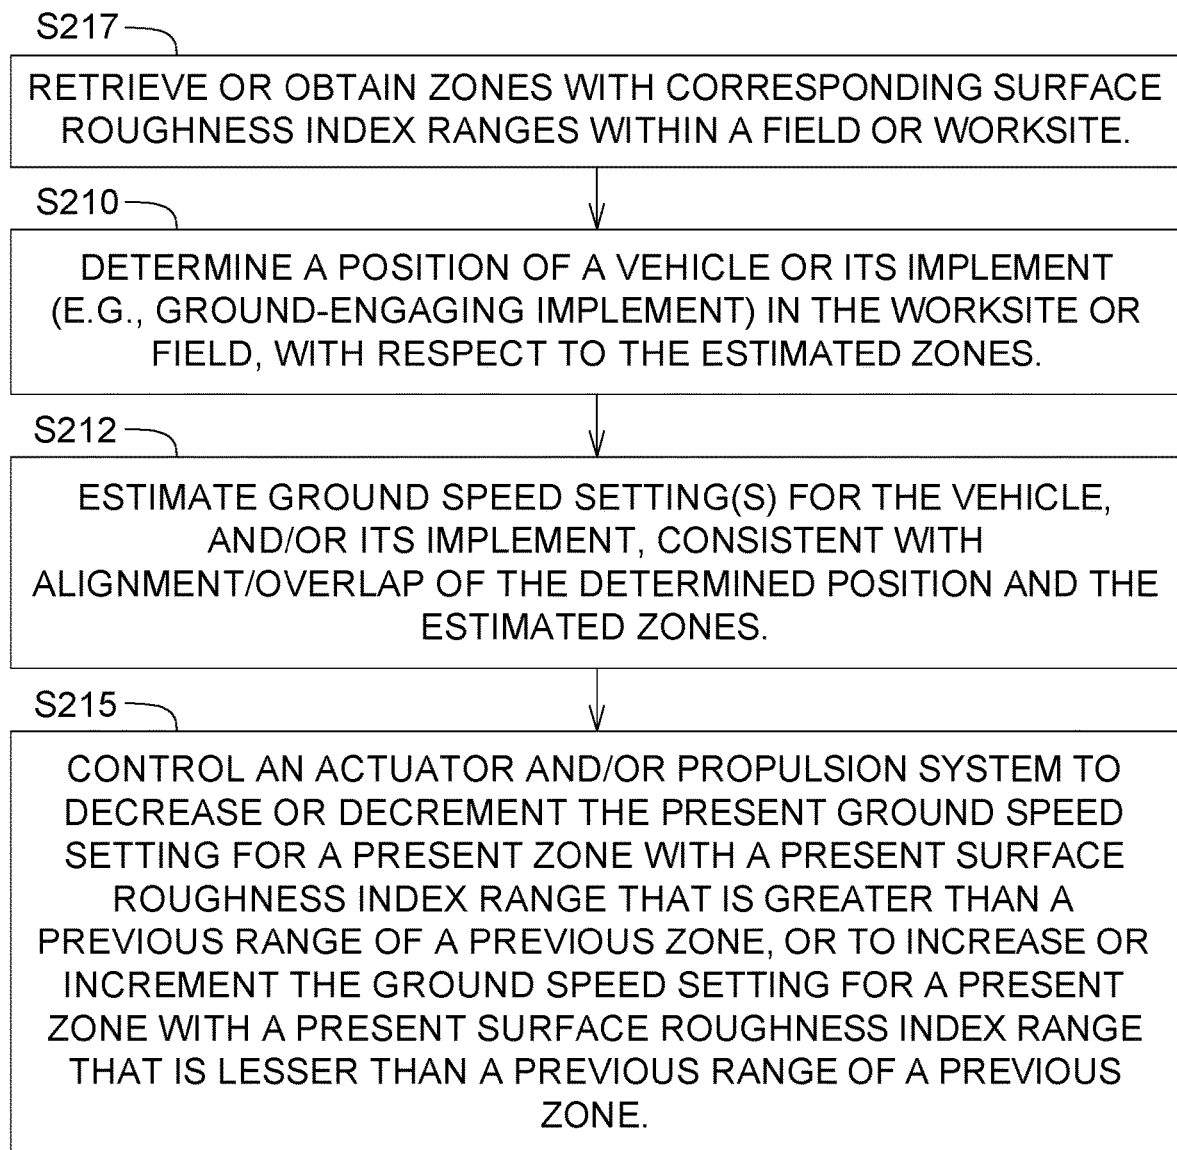 S217
RETRIEVE OR OBTAIN ZONES WITH CORRESPONDING SURFACE
ROUGHNESS INDEX RANGES WITHIN A FIELD OR WORKSITE.
S210
DETERMINE A POSITION OF A VEHICLE OR ITS IMPLEMENT
(E.G., GROUND-ENGAGING IMPLEMENT) IN THE WORKSITE OR
FIELD, WITH RESPECT TO THE ESTIMATED ZONES.
S212
ESTIMATE GROUND SPEED SETTING(S) FOR THE VEHICLE,
AND/OR ITS IMPLEMENT, CONSISTENT WITH
ALIGNMENT/OVERLAP OF THE DETERMINED POSITION AND THE
ESTIMATED ZONES.
S215
CONTROL AN ACTUATOR AND/OR PROPULSION SYSTEM TO
DECREASE OR DECREMENT THE PRESENT GROUND SPEED
SETTING FOR A PRESENT ZONE WITH A PRESENT SURFACE
ROUGHNESS INDEX RANGE THAT IS GREATER THAN A
PREVIOUS RANGE OF A PREVIOUS ZONE, OR TO INCREASE OR
INCREMENT THE GROUND SPEED SETTING FOR A PRESENT
ZONE WITH A PRESENT SURFACE ROUGHNESS INDEX RANGE
THAT IS LESSER THAN A PREVIOUS RANGE OF A PREVIOUS
ZONE.